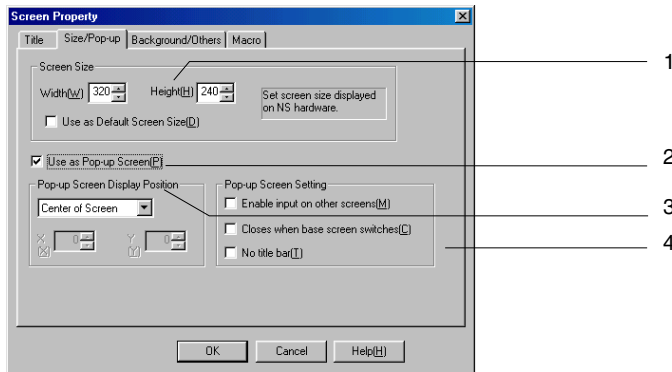 Screen Property
Title Size/Pop-up Background/Others Macro
Screen Size
Width(W) 320 Height(H) 240
Set screen size displayed
on NS hardware.
Use as Default Screen Size(D)
Use as Pop-up Screen(P)
Pop-up Screen Display Position
Center of Screen
X
(X) 0 Y
(Y) 0
Pop-up Screen Setting
Enable input on other screens(M)
Closes when base screen switches(C)
No title bar(T)
OK Cancel Help(H)
1
2
3
4